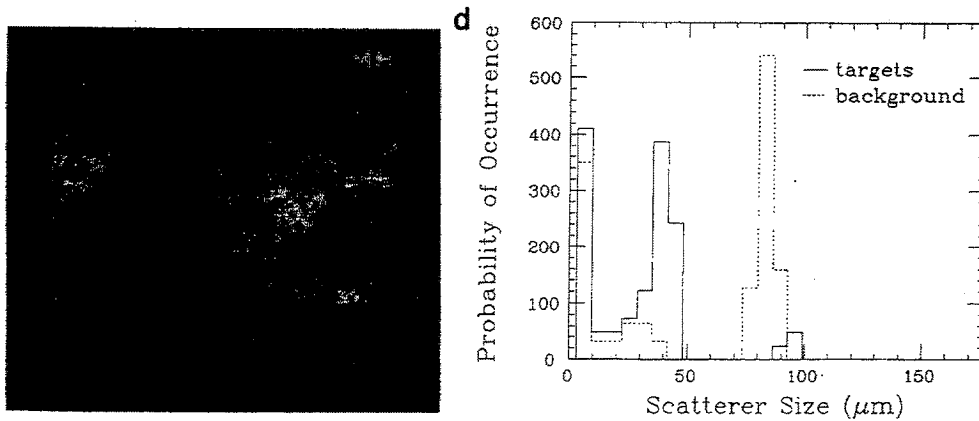 d
600
500
400
300
200
100
0
Probability of Occurrence
targets
background
0
50
100
150
Scatterer Size (μm)